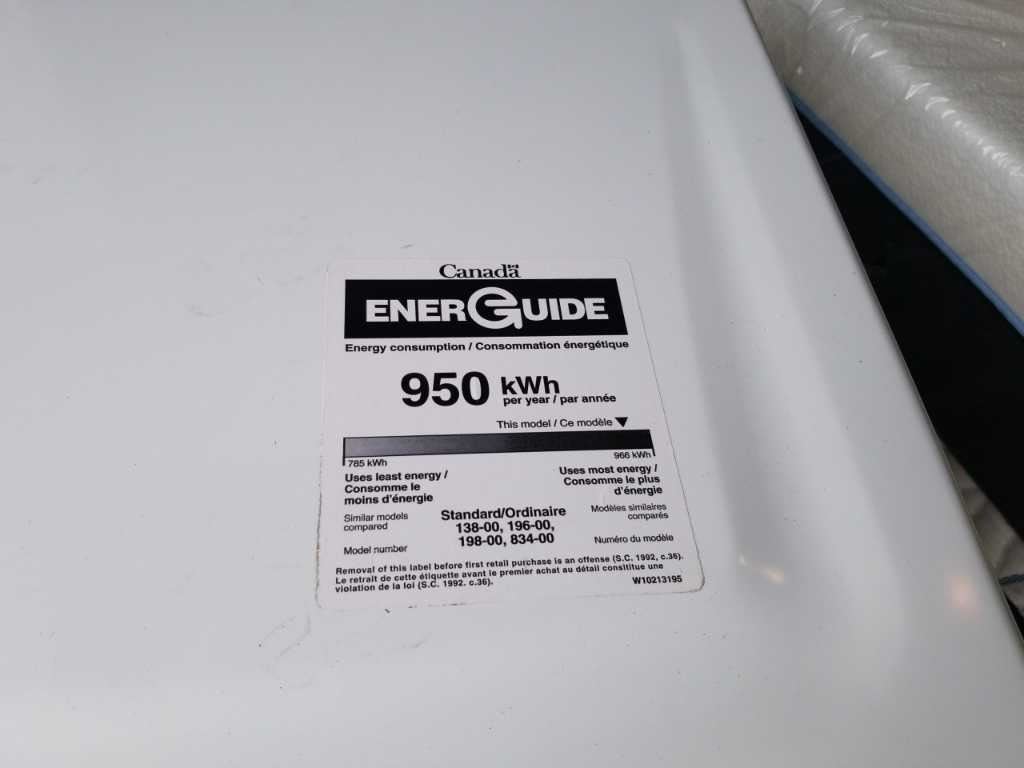 Canada
ENERGUIDE
Energy consumption / Consommation énergétique
950 kWh
per year / par année
This model / Ce modèle
785 kWh
966 kWh
Uses least energy /
Consomme le
moins d'énergie
Uses most energy /
Consomme le plus
d'énergie
Similar models
compared
Standard/Ordinaire
138-00, 196-00,
198-00, 834-00
Modèles similaires
comparés
Model number
Numéro du modèle
Removal of this label before first retail purchase is an offense (S.C. 1992, c.36).
Le retrait de cette étiquette avant le premier achat au détail constitue une
violation de la loi (S.C. 1992. c.36).
W10213195